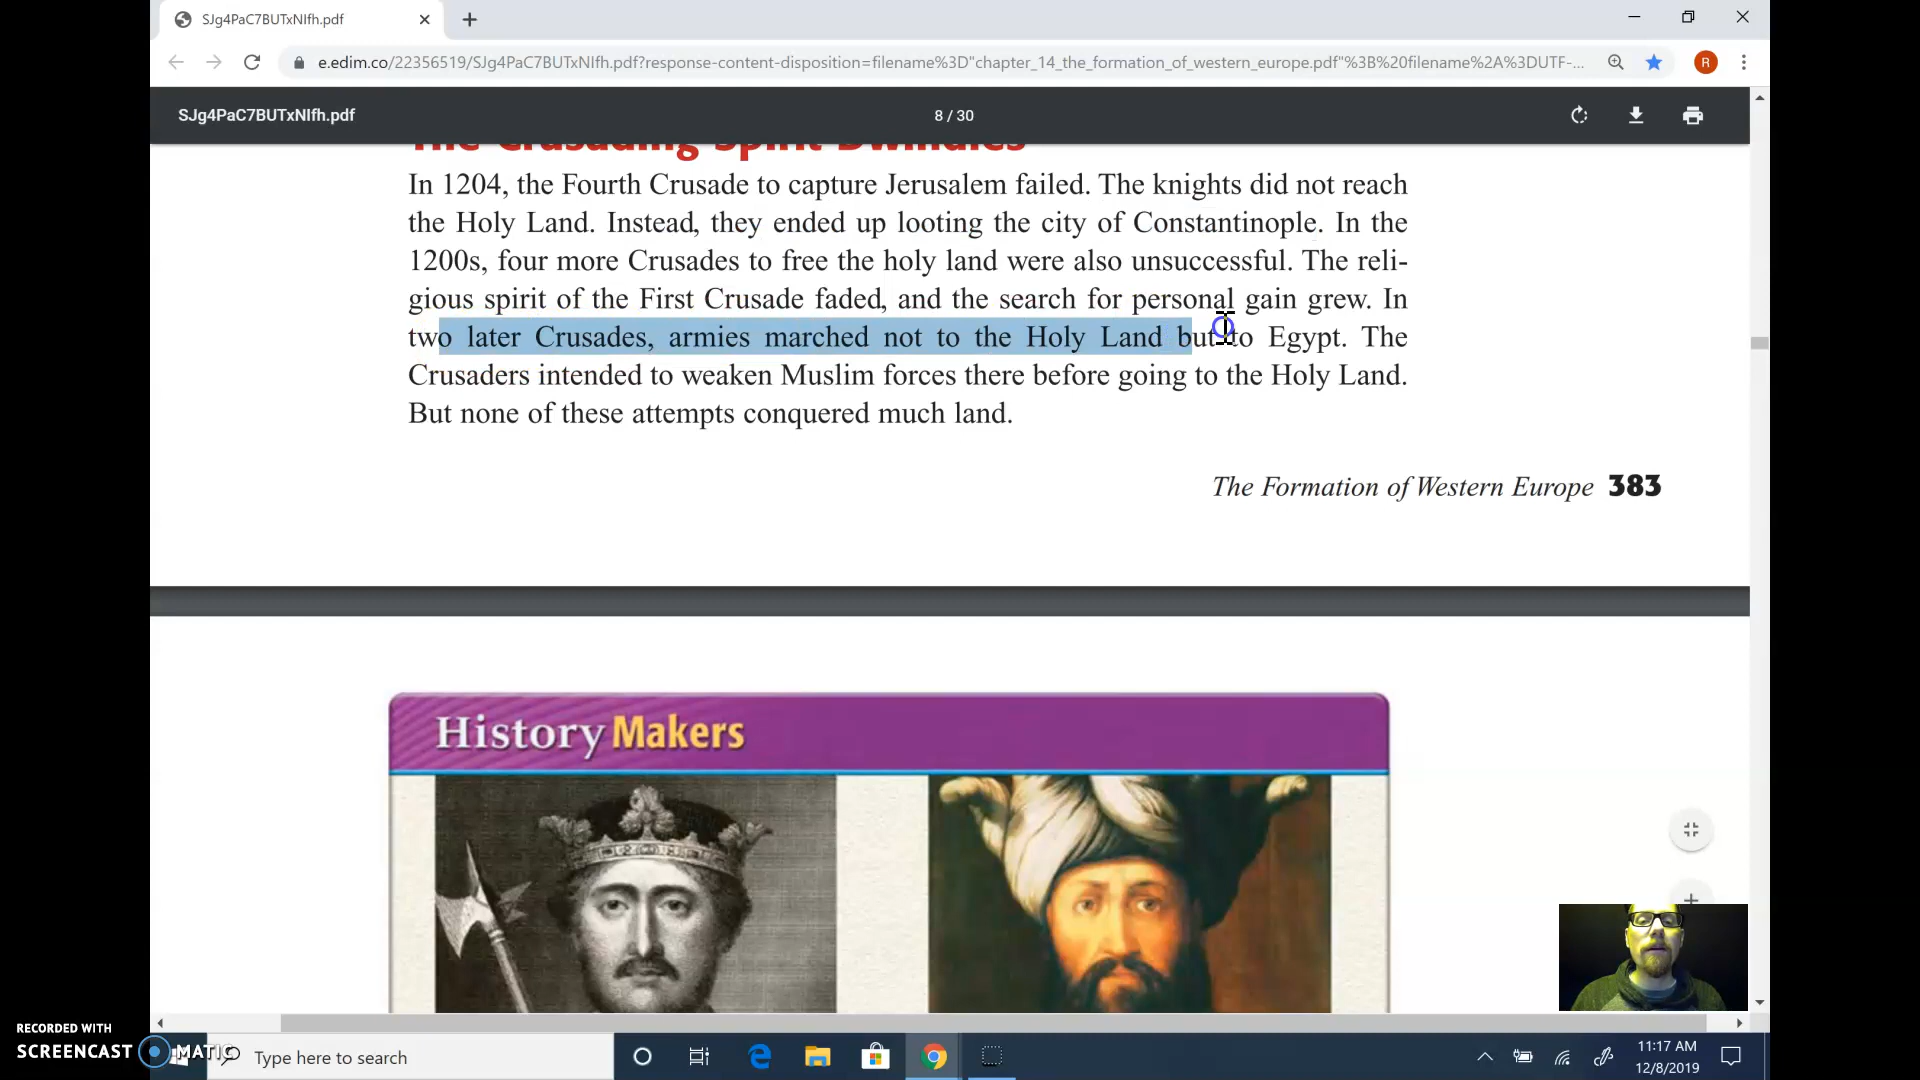 SJg4PaC7BUTxNIfh.pdf
e.edim.co/22356519/SJg4PaC7BUTxNIfh.pdf?response-content-disposition=filename%3D"chapter_14_the_formation_of_western_europe.pdf"%3B%20filename%2A%3DUTF-...
R
SJg4PaC7BUTxNIfh.pdf
8 / 30
The Crusading Spirit Dwindles
In 1204, the Fourth Crusade to capture Jerusalem failed. The knights did not reach
the Holy Land. Instead, they ended up looting the city of Constantinople. In the
1200s, four more Crusades to free the holy land were also unsuccessful. The reli-
gious spirit of the First Crusade faded, and the search for personal gain grew. In
two later Crusades, armies marched not to the Holy Land but to Egypt. The
Crusaders intended to weaken Muslim forces there before going to the Holy Land.
But none of these attempts conquered much land.
The Formation of Western Europe 383
History Makers
RECORDED WITH
SCREENCAST MATIC
Type here to search
11:17 AM
12/8/2019